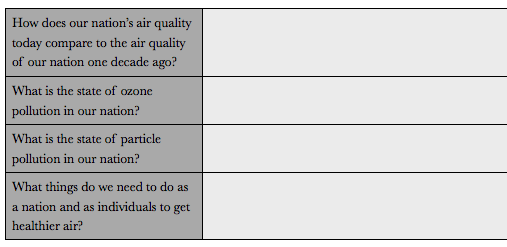 How does our nation’s air quality
today compare to the air quality
of our nation one decade ago?
What is the state of ozone
pollution in our nation?
What is the state of particle
pollution in our nation?
What things do we need to do as
a nation and as individuals to get
healthier air?